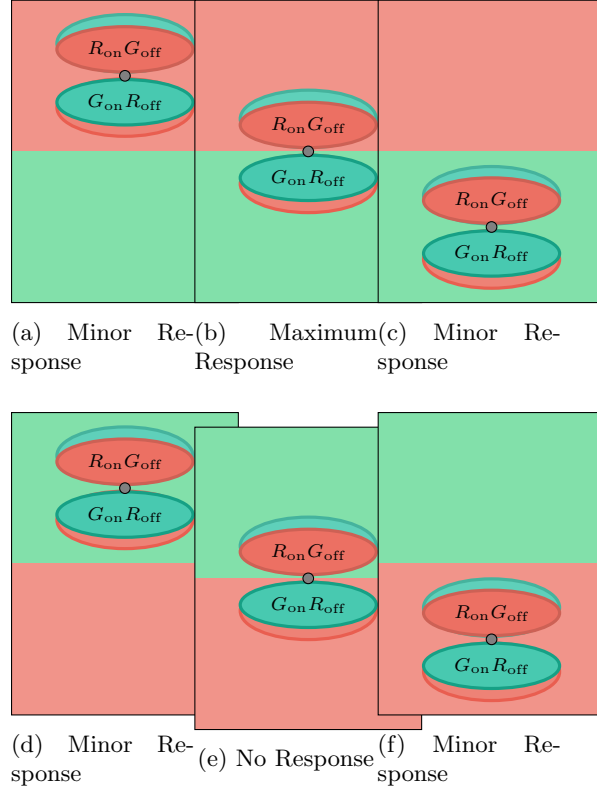 R_on G_off
G_on R_off
R_on G_off
G_on R_off
R_on G_off
G_on R_off
(a) Minor Re-
sponse
(b) Maximum
Response
(c) Minor Re-
sponse
R_on G_off
G_on R_off
R_on G_off
G_on R_off
R_on G_off
G_on R_off
(d) Minor Re-
sponse
(e) No Response
(f) Minor Re-
sponse